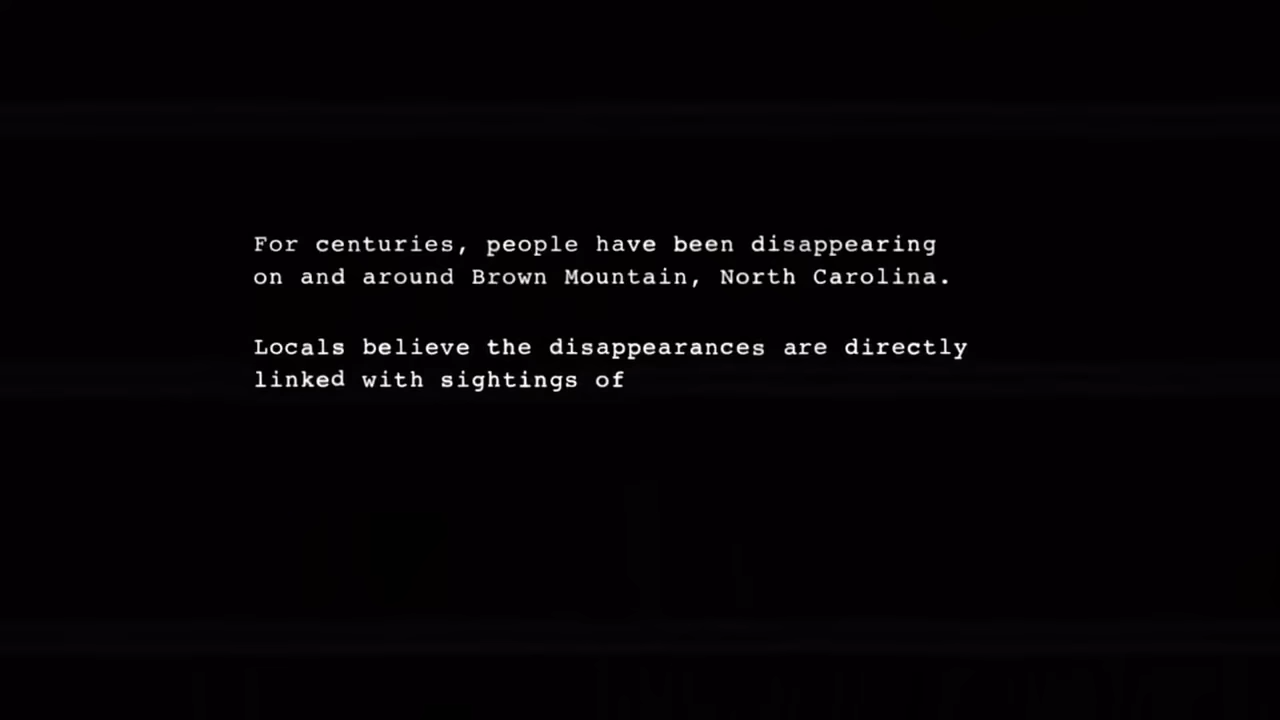 For centuries, people have been disappearing
on and around Brown Mountain, North Carolina.
Locals believe the disappearances are directly
linked with sightings of